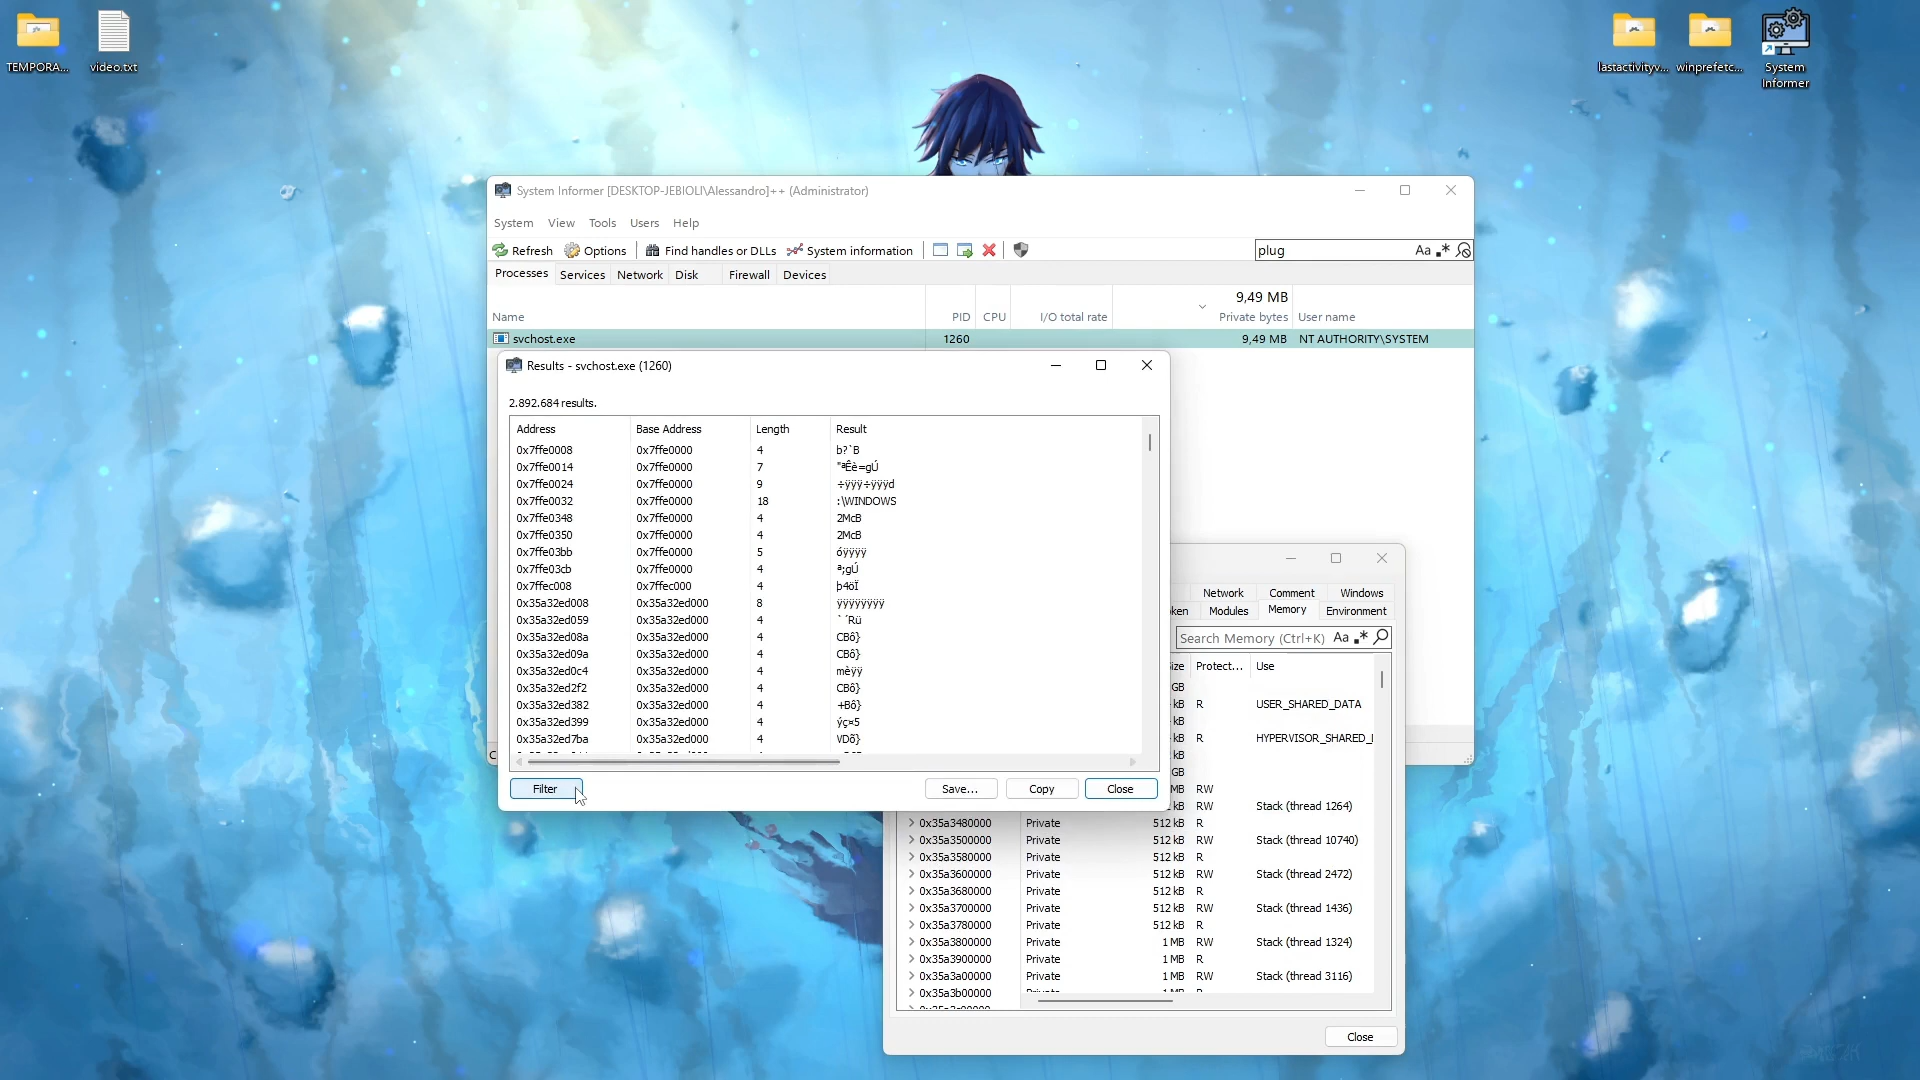 TEMPORA...
video.txt
lastactivityv...
winprefetc...
System
Informer
System Informer [DESKTOP-JEBIOLI\Alessandro]++ (Administrator)
System View Tools Users Help
Refresh Options Find handles or DLLs System information
plug Aa
Processes Services Network Disk Firewall Devices
9,49 MB
Name PID CPU I/O total rate Private bytes User name
svchost.exe 1260 9,49 MB NT AUTHORITY\SYSTEM
Results - svchost.exe (1260)
2.892.684 results.
Address Base Address Length Result
0x7ffe0008 0x7ffe0000 4 b?`B
0x7ffe0014 0x7ffe0000 7 "ªÊè=gÚ
0x7ffe0024 0x7ffe0000 9 ÷ÿÿÿ÷ÿÿÿd
0x7ffe0032 0x7ffe0000 18 :\WINDOWS
0x7ffe0348 0x7ffe0000 4 2McB
0x7ffe0350 0x7ffe0000 4 2McB
0x7ffe03bb 0x7ffe0000 5 óÿÿÿÿ
0x7ffe03cb 0x7ffe0000 4 ª;gÚ
0x7ffec008 0x7ffec000 4 þ4öÏ
0x35a32ed008 0x35a32ed000 8 ÿÿÿÿÿÿÿÿ
0x35a32ed059 0x35a32ed000 4 `´Rü
0x35a32ed08a 0x35a32ed000 4 CBô}
0x35a32ed09a 0x35a32ed000 4 CBô}
0x35a32ed0c4 0x35a32ed000 4 mèÿÿ
0x35a32ed2f2 0x35a32ed000 4 CBô}
0x35a32ed382 0x35a32ed000 4 +Bô}
0x35a32ed399 0x35a32ed000 4 ýç¤5
0x35a32ed7ba 0x35a32ed000 4 VDõ}
Filter Save... Copy Close
Network Comment Windows
ken Modules Memory Environment
Search Memory (Ctrl+K) Aa
ize Protect... Use
GB
kB R USER_SHARED_DATA
kB
kB R HYPERVISOR_SHARED_
kB
GB
MB RW
kB RW Stack (thread 1264)
0x35a3480000 Private 512 kB R
0x35a3500000 Private 512 kB RW Stack (thread 10740)
0x35a3580000 Private 512 kB R
0x35a3600000 Private 512 kB RW Stack (thread 2472)
0x35a3680000 Private 512 kB R
0x35a3700000 Private 512 kB RW Stack (thread 1436)
0x35a3780000 Private 512 kB R
0x35a3800000 Private 1 MB RW Stack (thread 1324)
0x35a3900000 Private 1 MB R
0x35a3a00000 Private 1 MB RW Stack (thread 3116)
0x35a3b00000 Private 1 MB R
Close